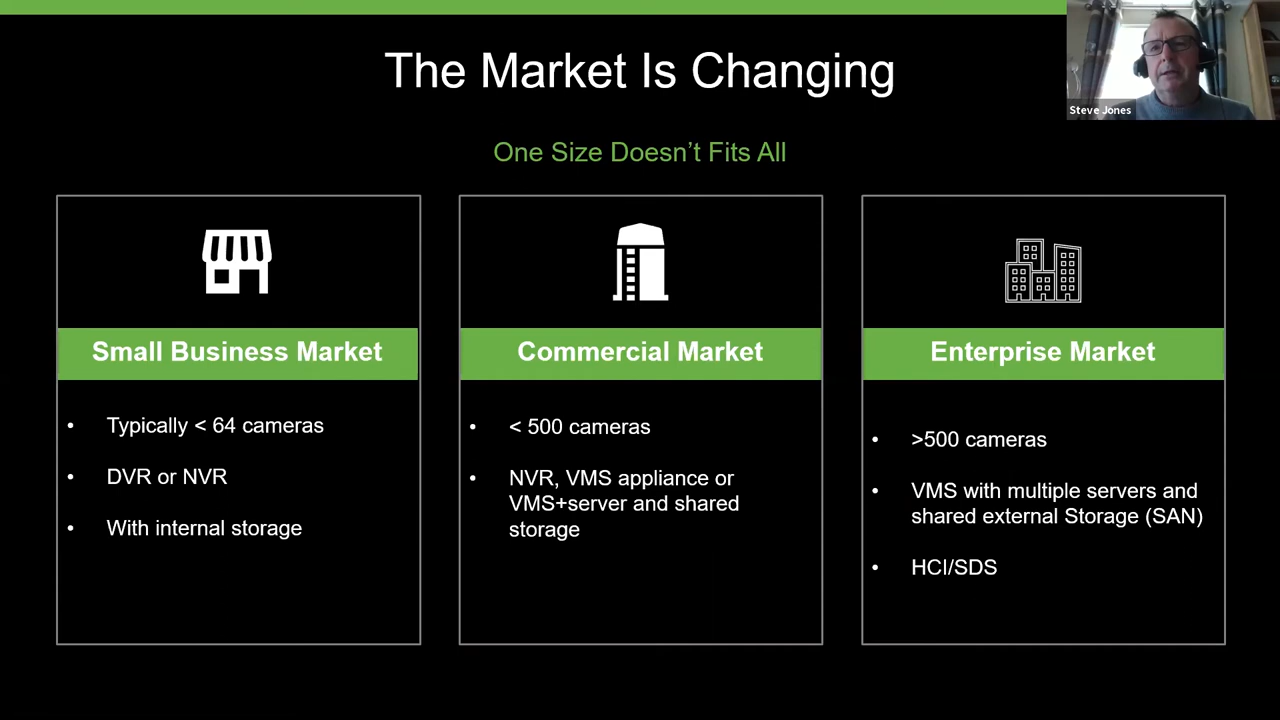 The Market Is Changing
Steve Jones
One Size Doesn’t Fits All
Small Business Market
• Typically < 64 cameras
• DVR or NVR
• With internal storage
Commercial Market
• < 500 cameras
• NVR, VMS appliance or
VMS+server and shared
storage
Enterprise Market
• >500 cameras
• VMS with multiple servers and
shared external Storage (SAN)
• HCI/SDS